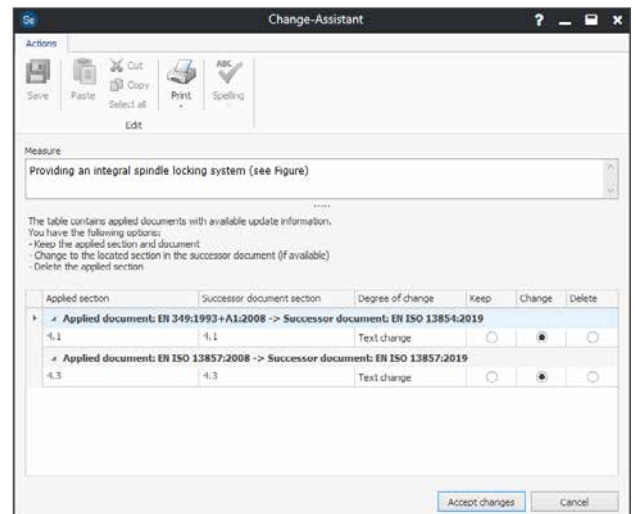 Se Change-Assistant ?
Actions
Save
Paste
Cut
Copy
Select all
Print
ABC
Spelling
Edit
Measure
Providing an integral spindle locking system (see Figure)
The table contains applied documents with available update information.
You have the following options:
- Keep the applied section and document
- Change to the located section in the successor document (if available)
- Delete the applied section
Applied section Successor document section Degree of change Keep Change Delete
Applied document: EN 349:1993+A1:2008 -> Successor document: EN ISO 13854:2019
4.1 4.1 Text change
Applied document: EN ISO 13857:2008 -> Successor document: EN ISO 13857:2019
4.3 4.3 Text change
Accept changes Cancel